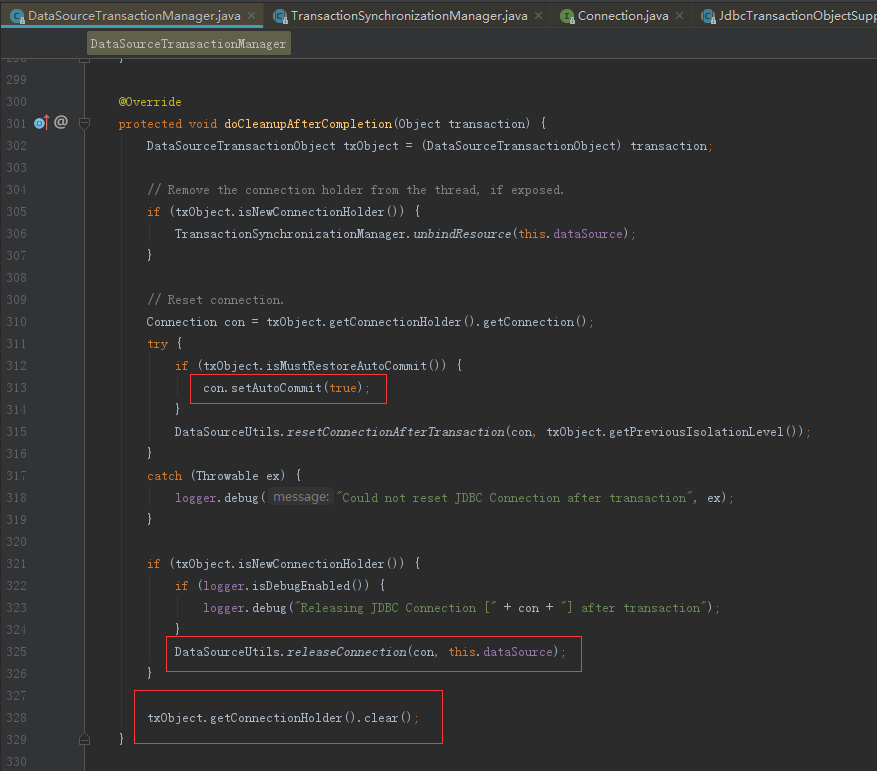 DataSourceTransactionManager.java × TransactionSynchronizationManager.java × Connection.java × JdbcTransactionObjectSupp
DataSourceTransactionManager
298 }
299
300 @Override
301 @ protected void doCleanupAfterCompletion(Object transaction) {
302 DataSourceTransactionObject txObject = (DataSourceTransactionObject) transaction;
303
304 // Remove the connection holder from the thread, if exposed.
305 if (txObject.isNewConnectionHolder()) {
306 TransactionSynchronizationManager.unbindResource(this.dataSource);
307 }
308
309 // Reset connection.
310 Connection con = txObject.getConnectionHolder().getConnection();
311 try {
312 if (txObject.isMustRestoreAutoCommit()) {
313 con.setAutoCommit(true);
314 }
315 DataSourceUtils.resetConnectionAfterTransaction(con, txObject.getPreviousIsolationLevel());
316 }
317 catch (Throwable ex) {
318 logger.debug( message: "Could not reset JDBC Connection after transaction", ex);
319 }
320
321 if (txObject.isNewConnectionHolder()) {
322 if (logger.isDebugEnabled()) {
323 logger.debug("Releasing JDBC Connection [" + con + "] after transaction");
324 }
325 DataSourceUtils.releaseConnection(con, this.dataSource);
326 }
327
328 txObject.getConnectionHolder().clear();
329 }
330